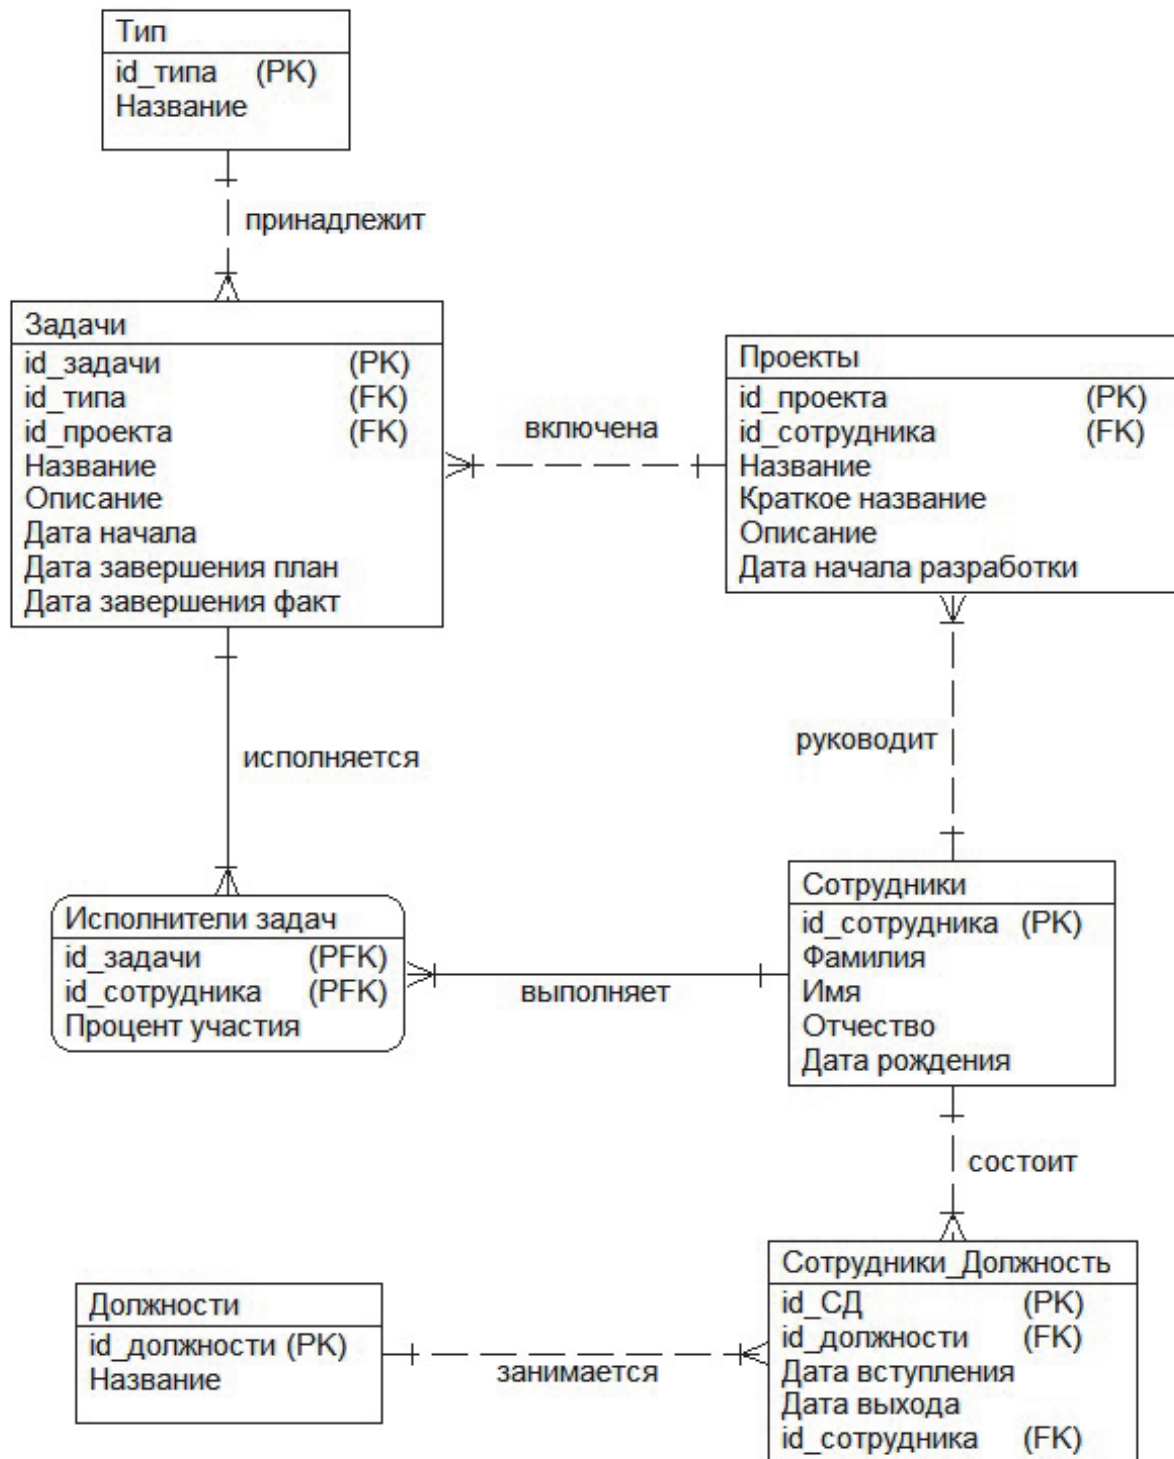 Тип
id_типа (PK)
Название
принадлежит
Задачи
id_задачи (PK)
id_типа (FK)
id_проекта (FK)
Название
Описание
Дата начала
Дата завершения план
Дата завершения факт
включена
Проекты
id_проекта (PK)
id_сотрудника (FK)
Название
Краткое название
Описание
Дата начала разработки
исполняется
руководит
Исполнители задач
id_задачи (PFK)
id_сотрудника (PFK)
Процент участия
выполняет
Сотрудники
id_сотрудника (PK)
Фамилия
Имя
Отчество
Дата рождения
состоит
Должности
id_должности (PK)
Название
занимается
Сотрудники_Должность
id_СД (PK)
id_должности (FK)
Дата вступления
Дата выхода
id_сотрудника (FK)